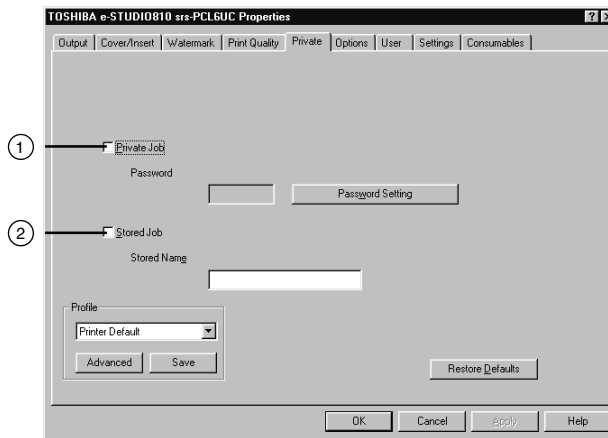 TOSHIBA e-STUDIO810 srs-PCL6UC Properties
Output Cover/Insert Watermark Print Quality Private Options User Settings Consumables
1
Private Job
Password
Password Setting
2
Stored Job
Stored Name
Profile
Printer Default
Advanced Save
Restore Defaults
OK Cancel Apply Help